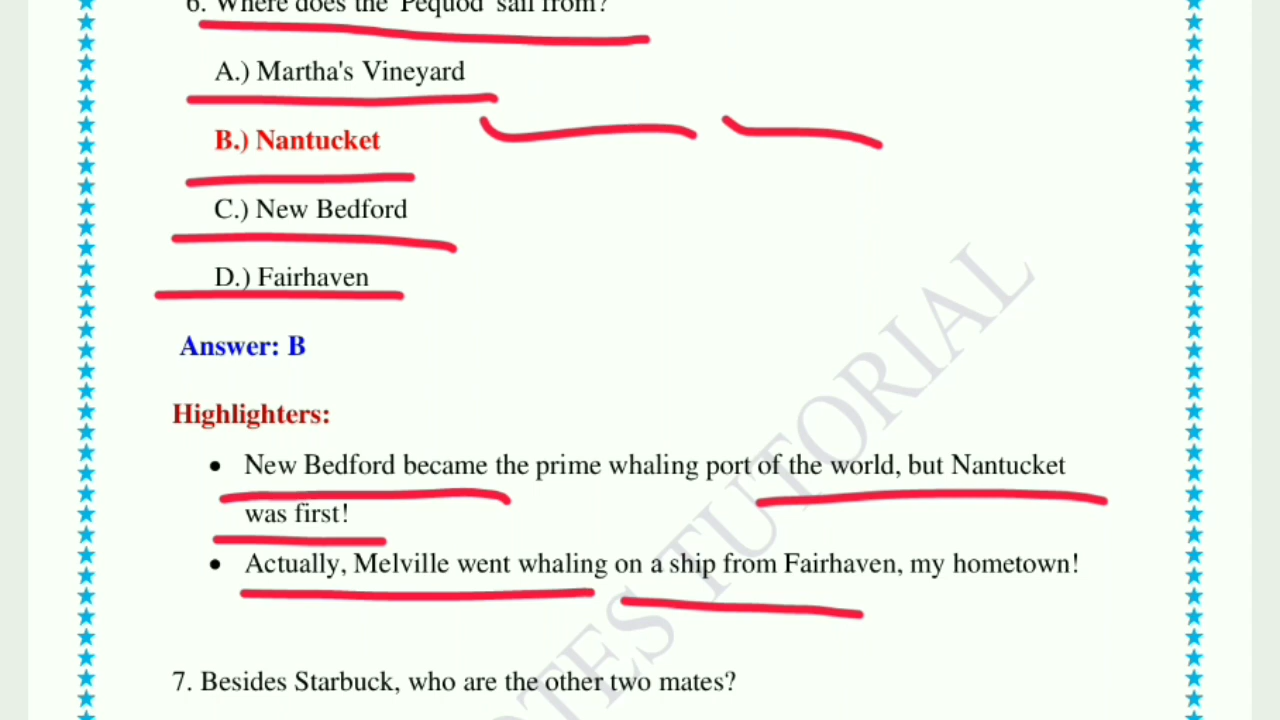 6. Where does the 'Pequod' sail from?
A.) Martha's Vineyard
B.) Nantucket
C.) New Bedford
D.) Fairhaven
Answer: B
Highlighters:
• New Bedford became the prime whaling port of the world, but Nantucket
was first!
• Actually, Melville went whaling on a ship from Fairhaven, my hometown!
7. Besides Starbuck, who are the other two mates?
TES TUTORIAL